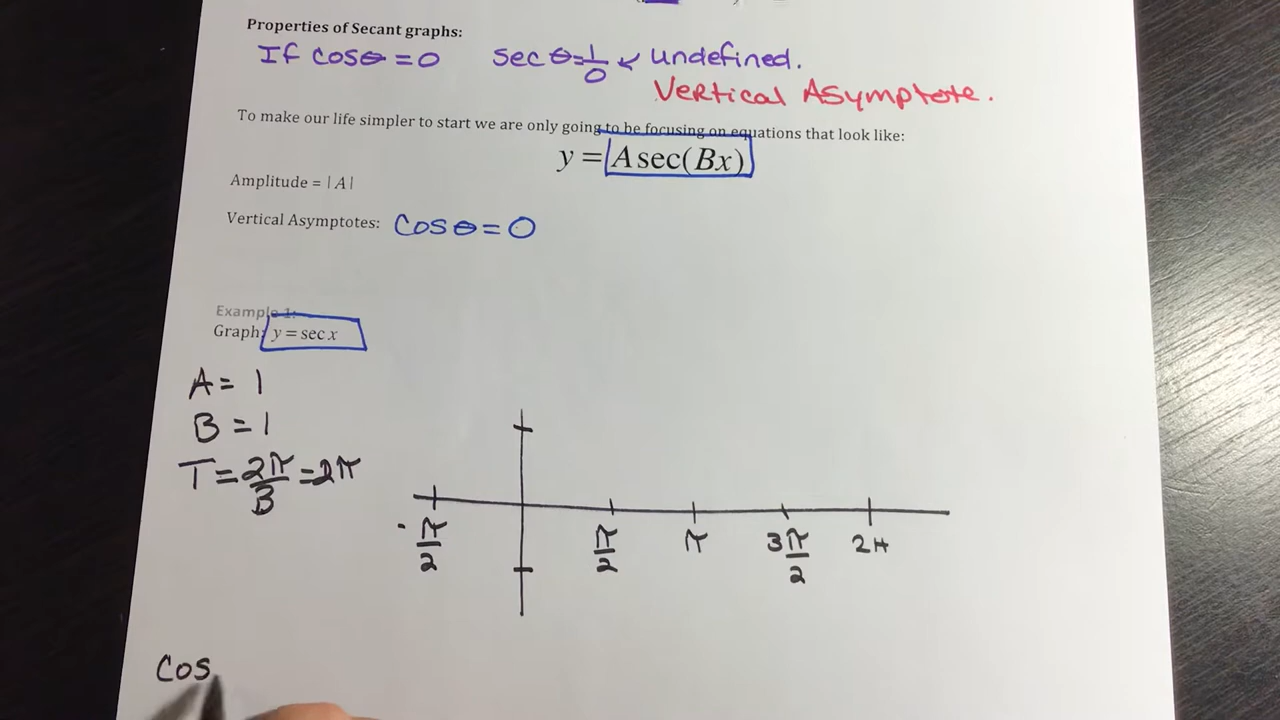 Properties of Secant graphs:
If cosθ = 0 sec θ = 1/0 ↙ undefined.
Vertical Asymptote.
To make our life simpler to start we are only going to be focusing on equations that look like:
y = A sec(Bx)
Amplitude = |A|
Vertical Asymptotes: cos θ = 0
Example 1:
Graph: y = sec x
A = 1
B = 1
T = 2π/B = 2π
-π/2 π/2 π 3π/2 2π
Cos